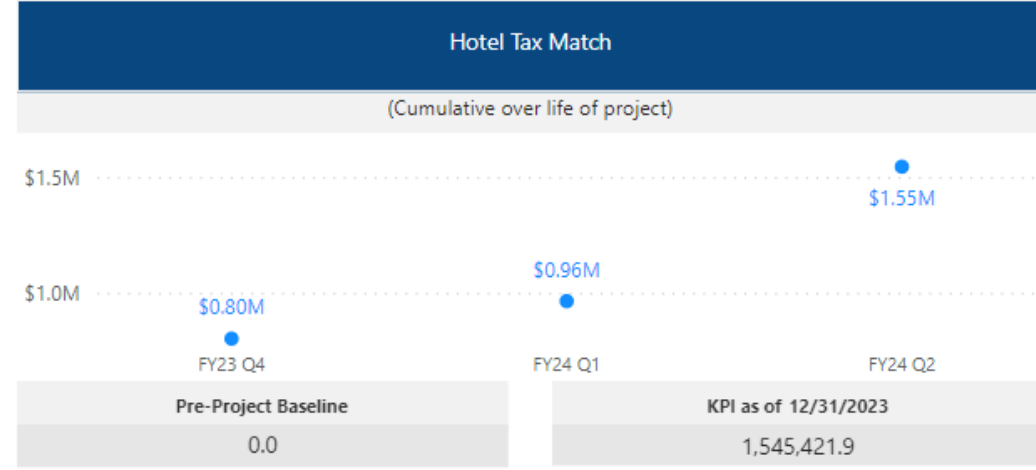 Hotel Tax Match
(Cumulative over life of project)
$1.5M
$1.55M
$0.96M
$1.0M
$0.80M
FY23 Q4 FY24 Q1 FY24 Q2
Pre-Project Baseline KPI as of 12/31/2023
0.0 1,545,421.9